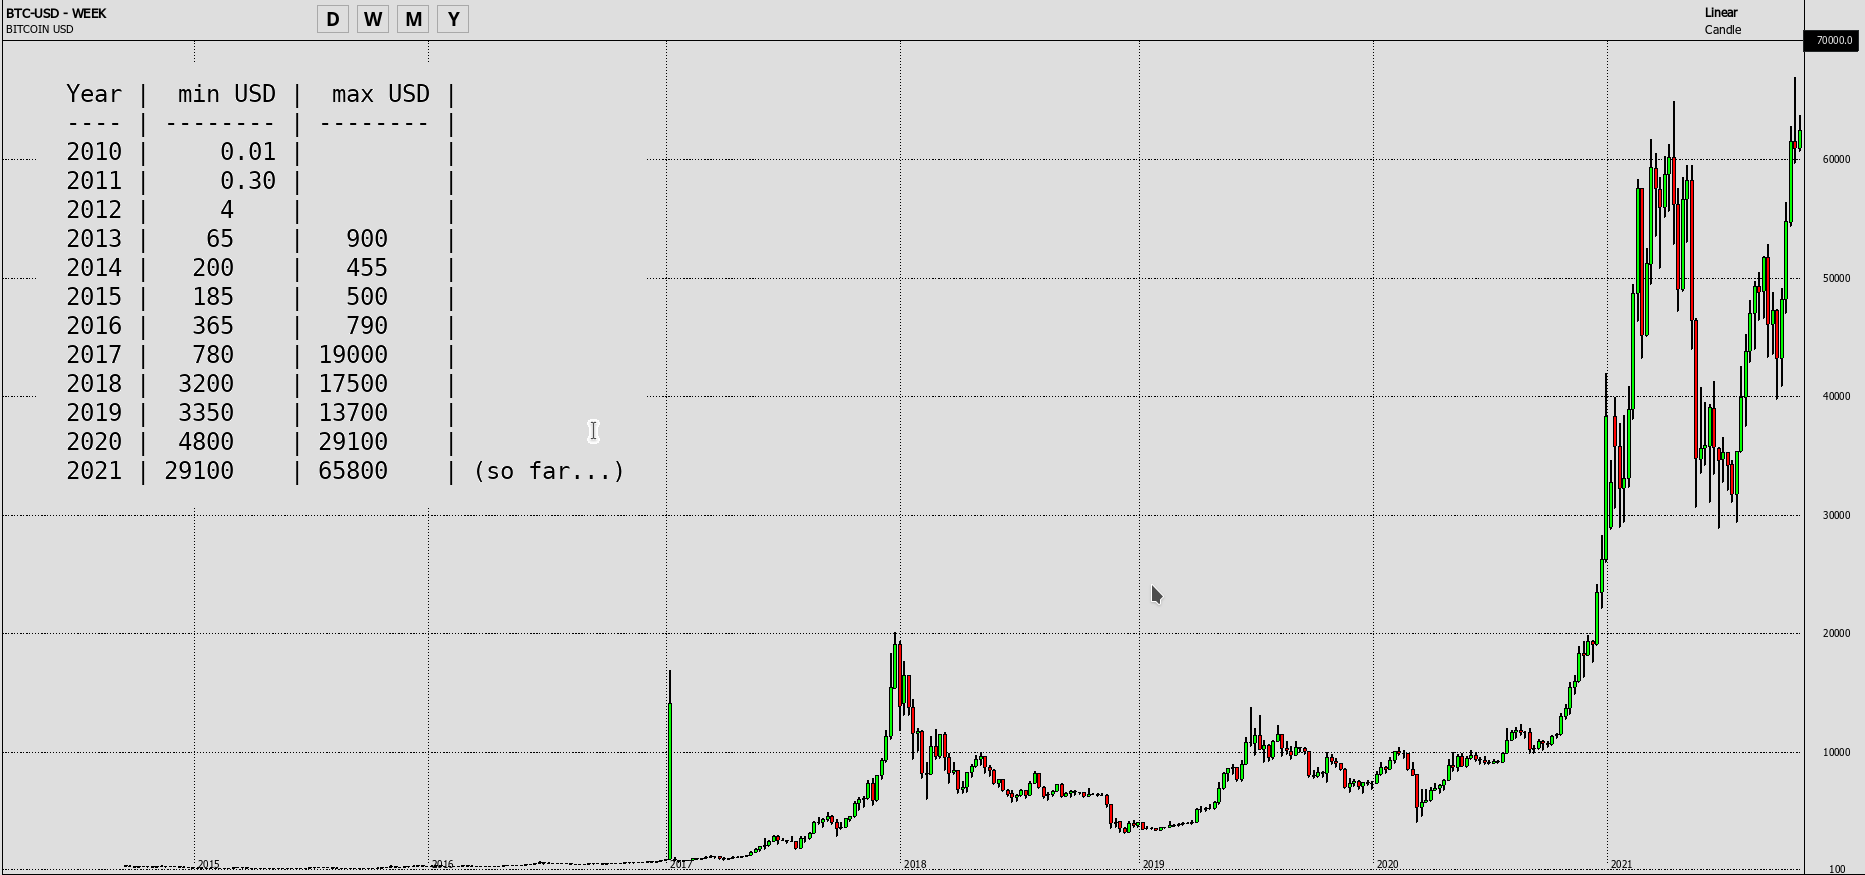 BTC-USD - WEEK
BITCOIN USD
D W M Y
Linear
Candle
70000.0
Year | min USD | max USD |
---- | -------- | -------- |
2010 | 0.01 | |
2011 | 0.30 | |
2012 | 4 | |
2013 | 65 | 900 |
2014 | 200 | 455 |
2015 | 185 | 500 |
2016 | 365 | 790 |
2017 | 780 | 19000 |
2018 | 3200 | 17500 |
2019 | 3350 | 13700 |
2020 | 4800 | 29100 |
2021 | 29100 | 65800 | (so far...)
60000
50000
40000
30000
20000
10000
100
2015 2016 2017 2018 2019 2020 2021